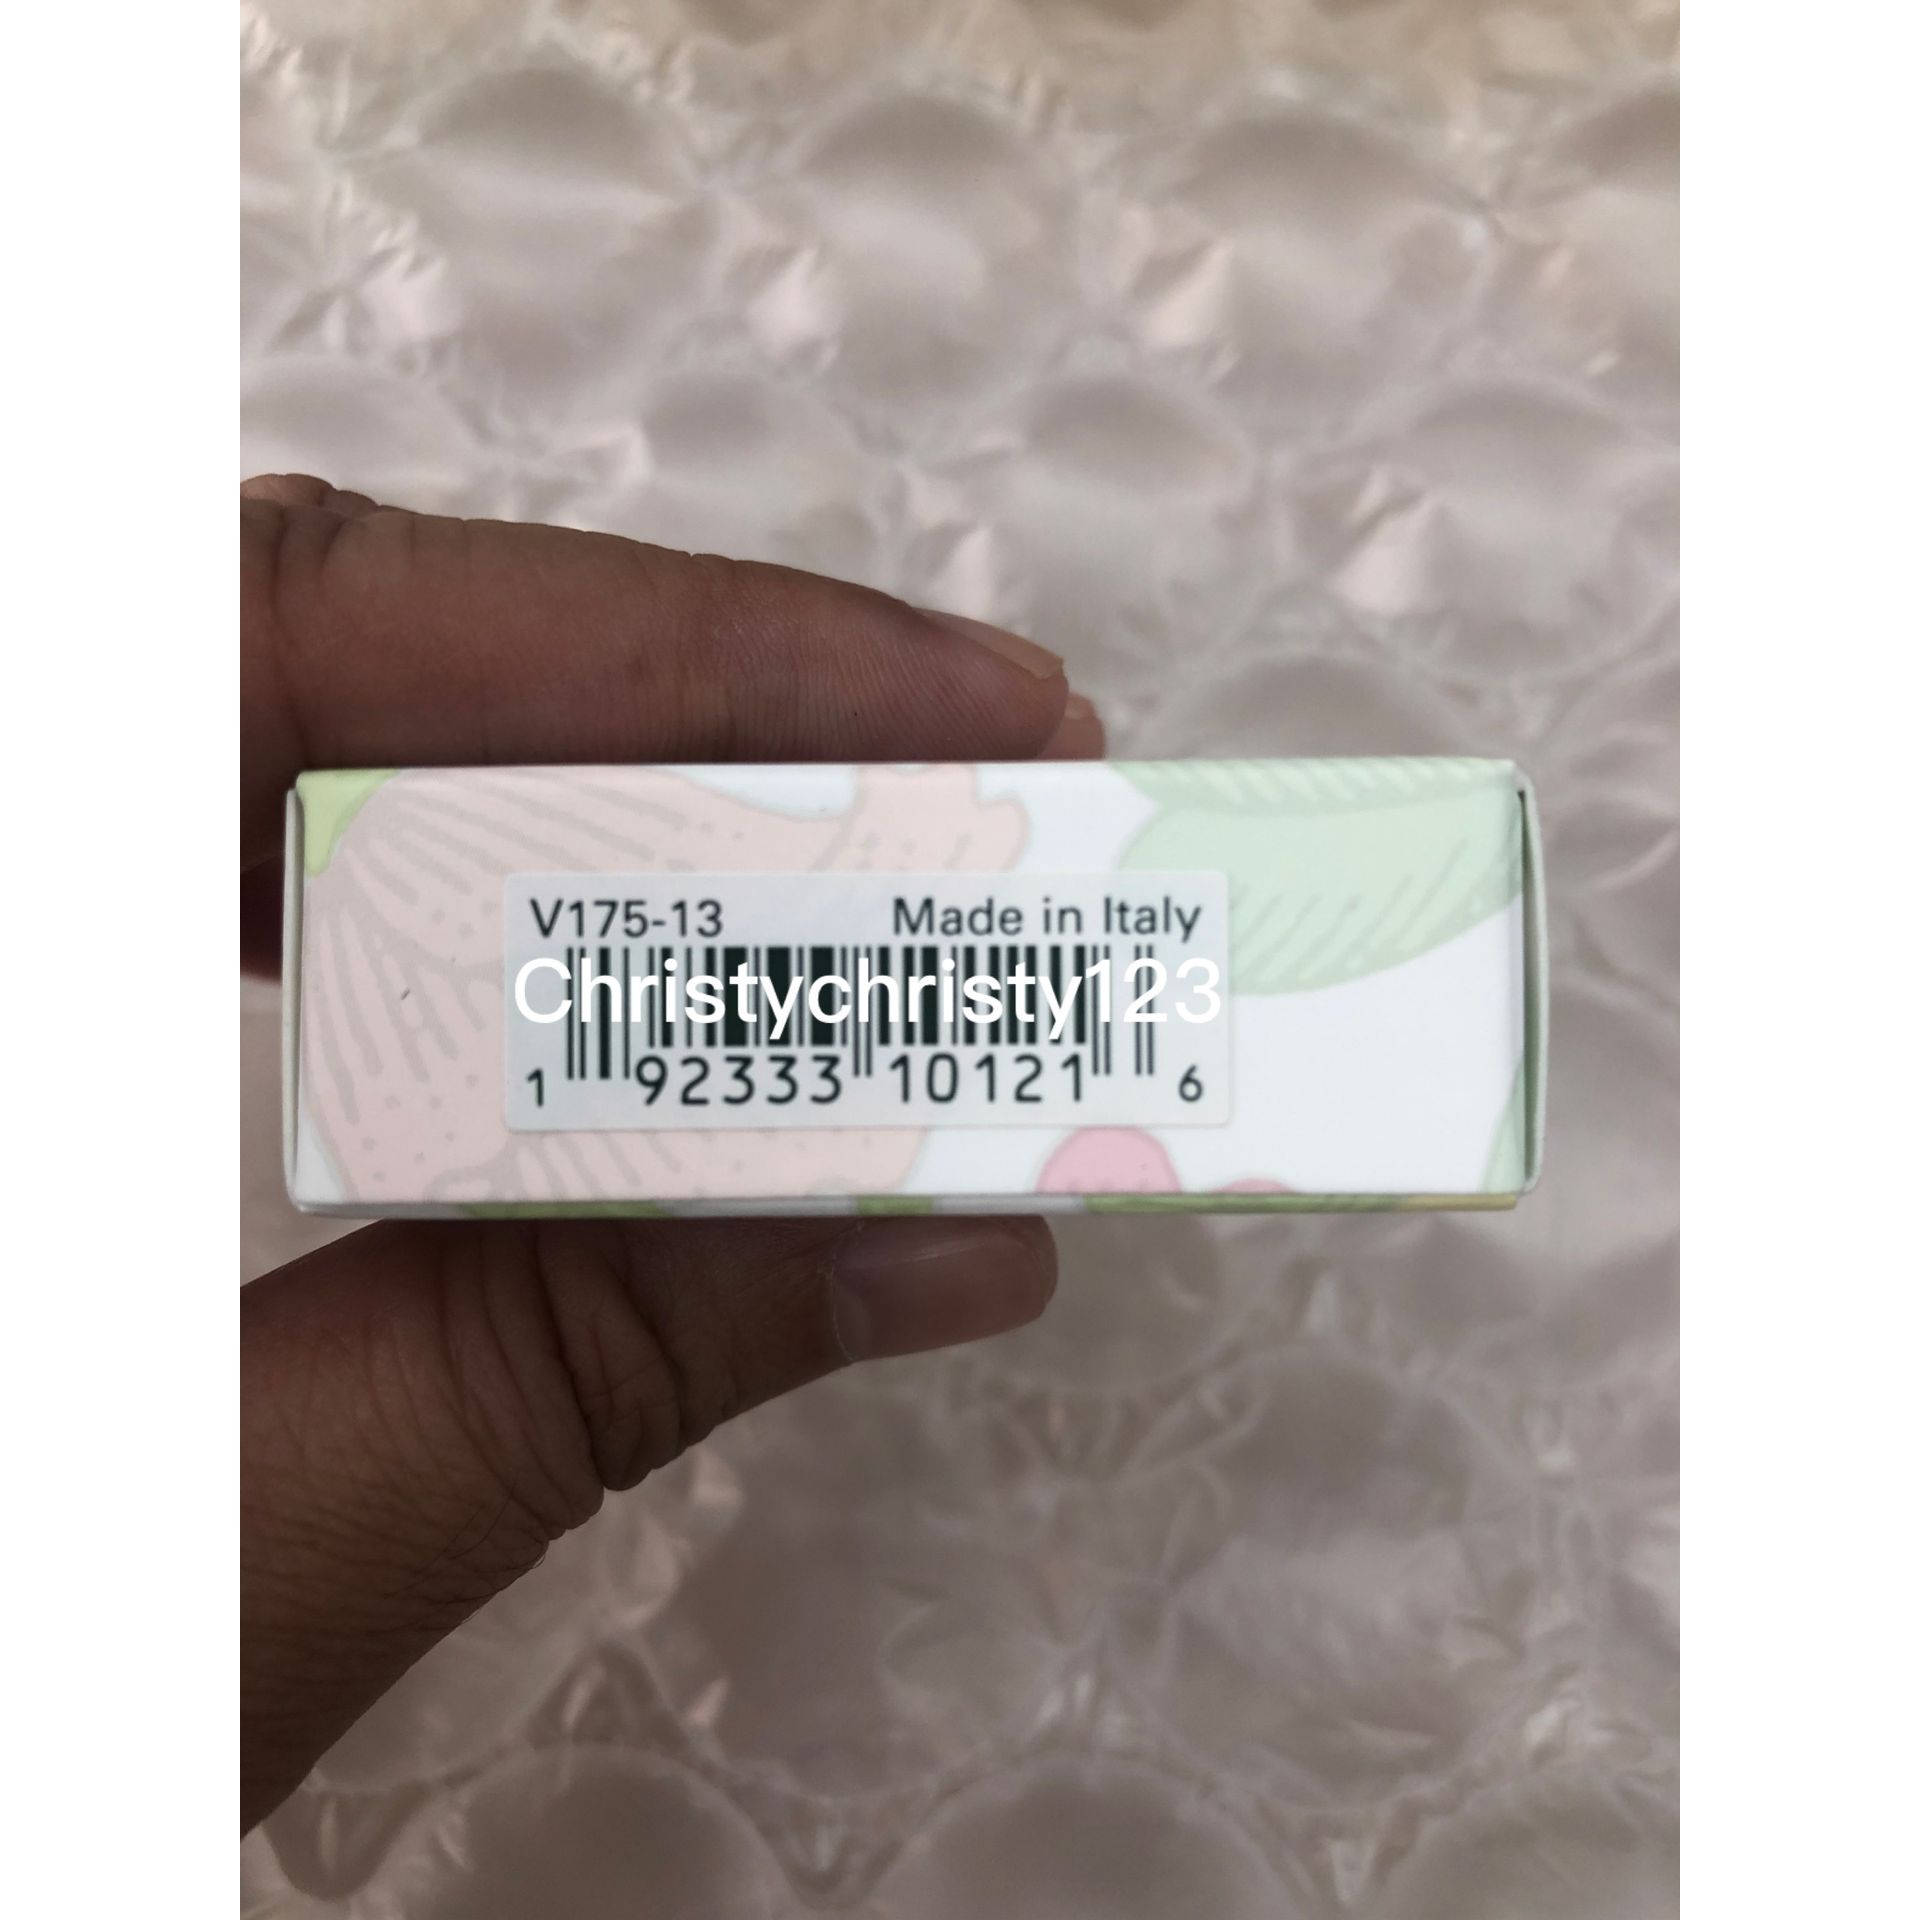 V175-13 Made in Italy
Christychristy123
1 92333 10121 6